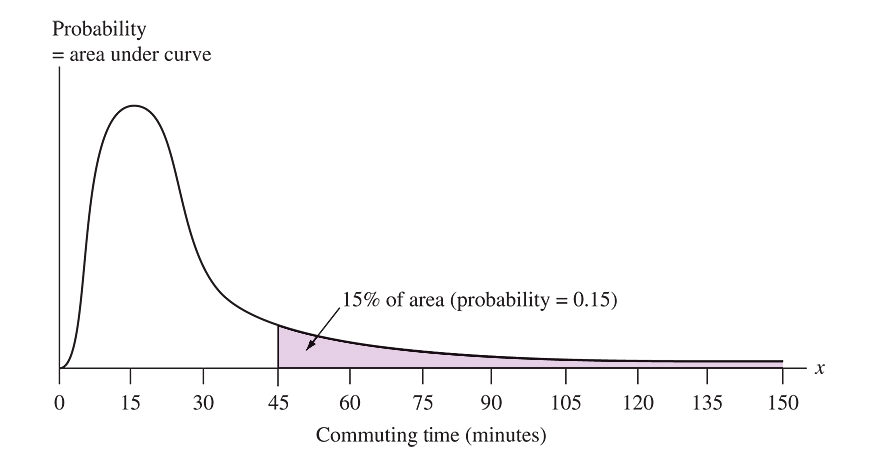 Probability
= area under curve
15% of area (probability = 0.15)
x
0 15 30 45 60 75 90 105 120 135 150
Commuting time (minutes)